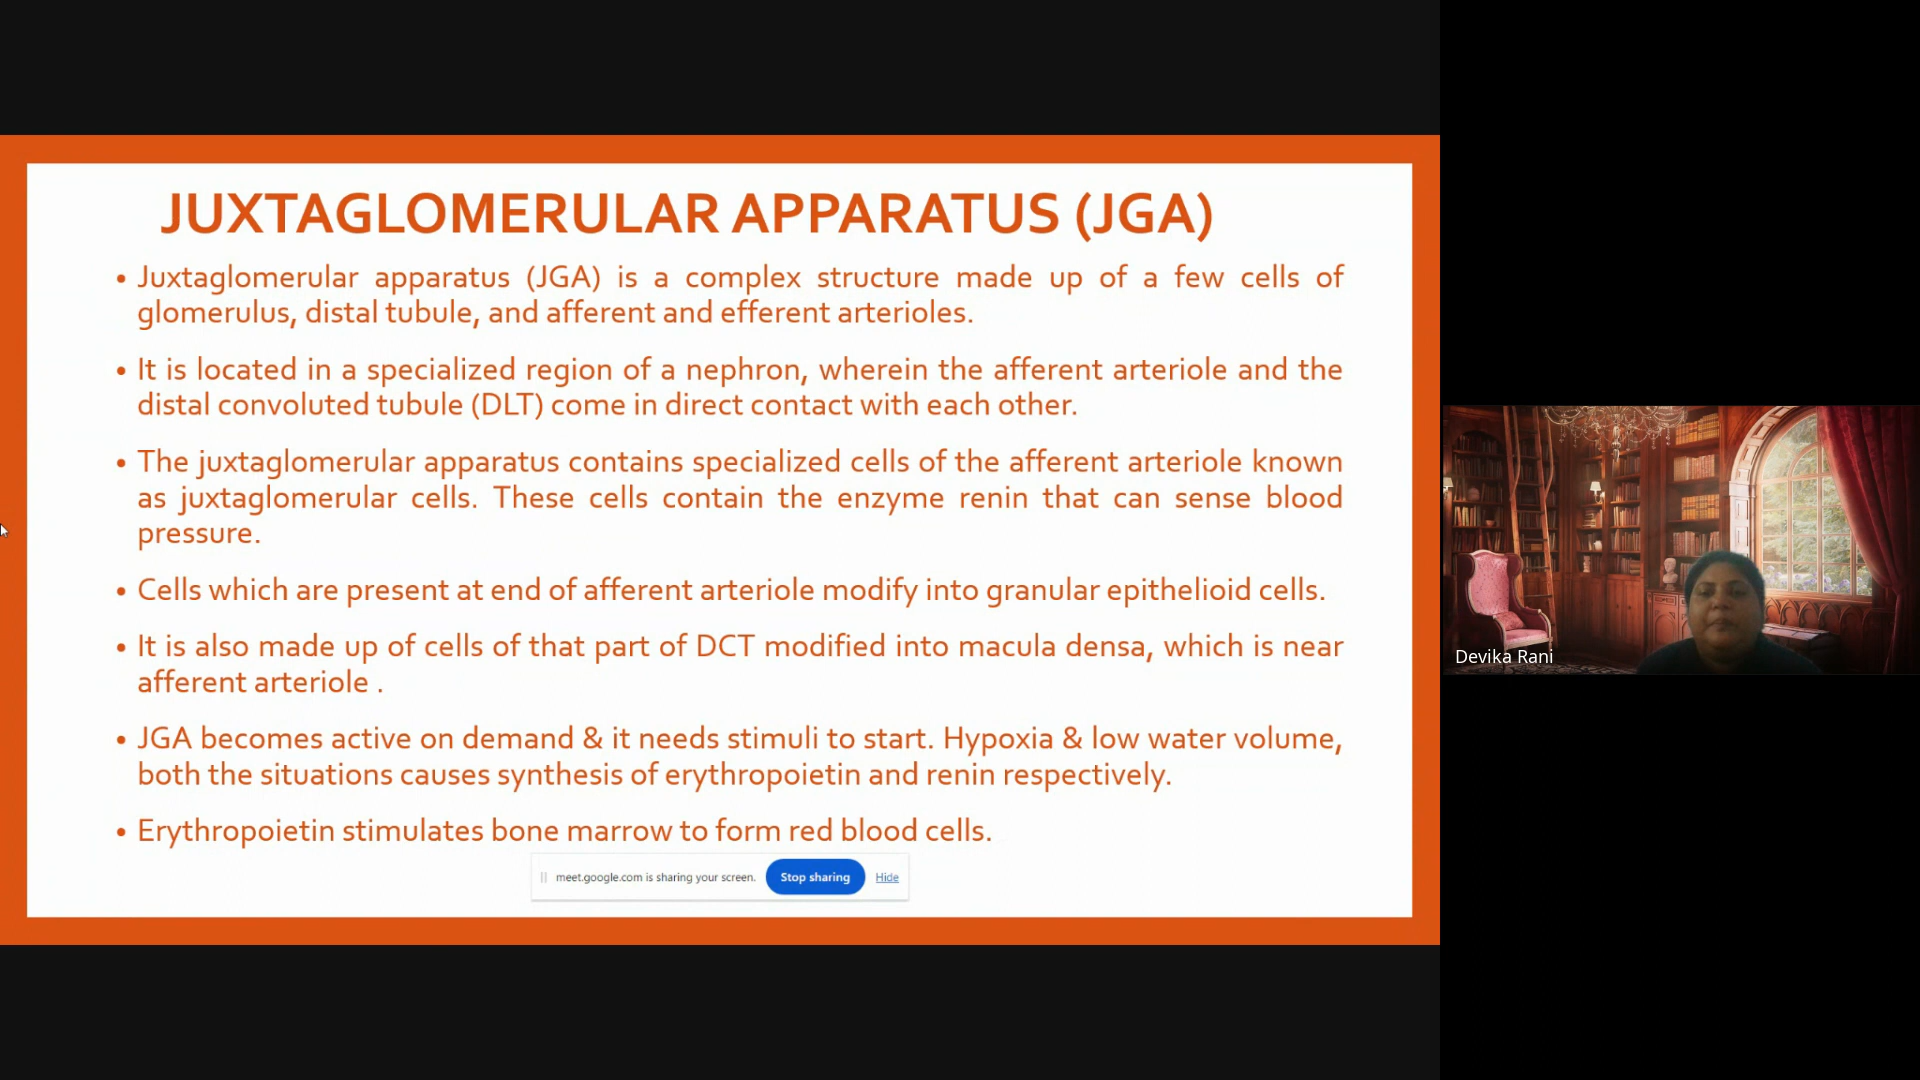 JUXTAGLOMERULAR APPARATUS (JGA)
• Juxtaglomerular apparatus (JGA) is a complex structure made up of a few cells of
glomerulus, distal tubule, and afferent and efferent arterioles.
• It is located in a specialized region of a nephron, wherein the afferent arteriole and the
distal convoluted tubule (DLT) come in direct contact with each other.
• The juxtaglomerular apparatus contains specialized cells of the afferent arteriole known
as juxtaglomerular cells. These cells contain the enzyme renin that can sense blood
pressure.
• Cells which are present at end of afferent arteriole modify into granular epithelioid cells.
• It is also made up of cells of that part of DCT modified into macula densa, which is near
afferent arteriole .
• JGA becomes active on demand & it needs stimuli to start. Hypoxia & low water volume,
both the situations causes synthesis of erythropoietin and renin respectively.
• Erythropoietin stimulates bone marrow to form red blood cells.
meet.google.com is sharing your screen. Stop sharing Hide
Devika Rani